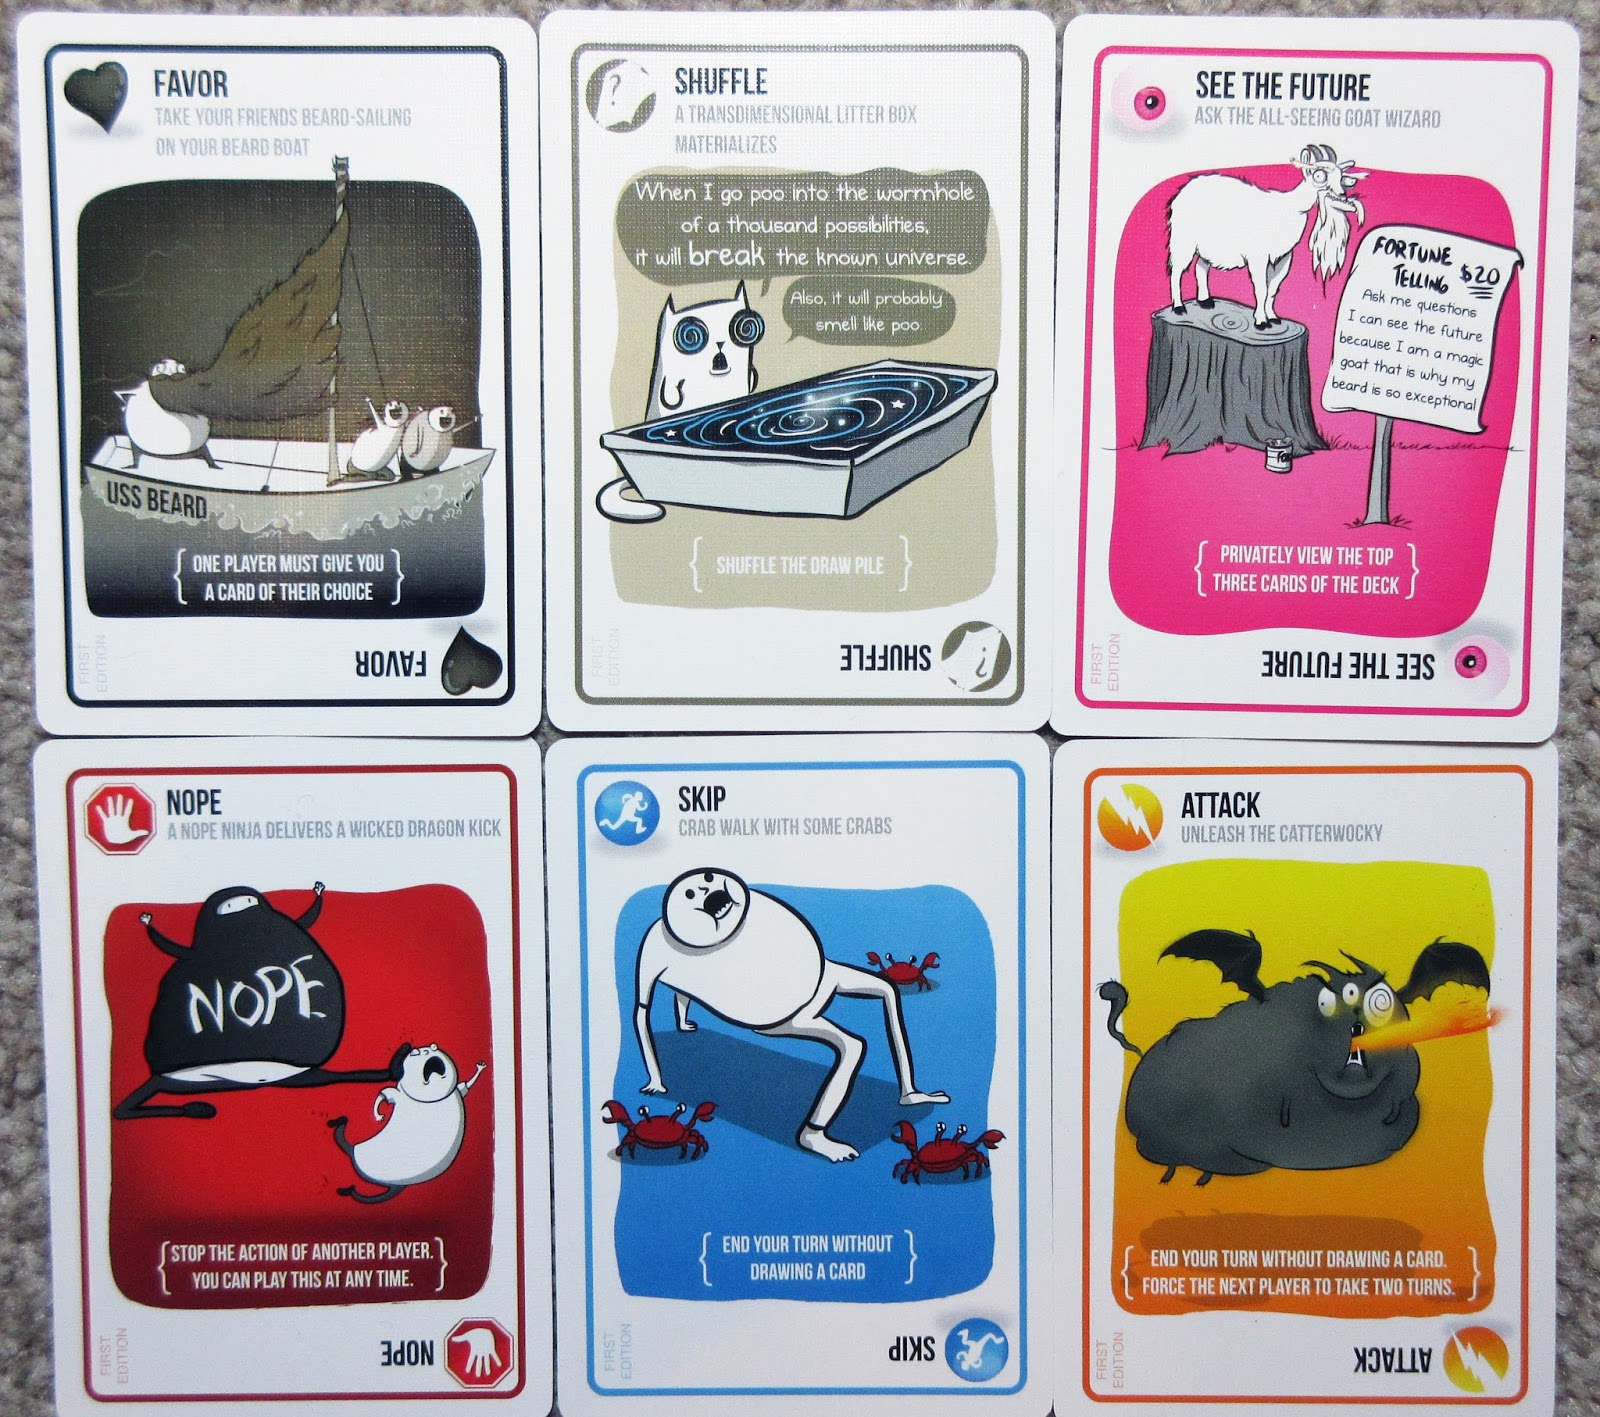 FAVOR
TAKE YOUR FRIENDS BEARD-SAILING
ON YOUR BEARD BOAT
USS BEARD
ONE PLAYER MUST GIVE YOU
A CARD OF THEIR CHOICE
FIRST
EDITION
FAVOR
SHUFFLE
A TRANSDIMENSIONAL LITTER BOX
MATERIALIZES
When I go poo into the wormhole
of a thousand possibilities,
it will break the known universe.
Also, it will probably
smell like poo.
SHUFFLE THE DRAW PILE
FIRST
EDITION
SHUFFLE
SEE THE FUTURE
ASK THE ALL-SEEING GOAT WIZARD
FORTUNE
TELLING $20
Ask me questions
I can see the future
because I am a magic
goat that is why my
beard is so exceptional
PRIVATELY VIEW THE TOP
THREE CARDS OF THE DECK
FIRST
EDITION
SEE THE FUTURE
NOPE
A NOPE NINJA DELIVERS A WICKED DRAGON KICK
NOPE
STOP THE ACTION OF ANOTHER PLAYER.
YOU CAN PLAY THIS AT ANY TIME.
FIRST
EDITION
NOPE
SKIP
CRAB WALK WITH SOME CRABS
END YOUR TURN WITHOUT
DRAWING A CARD
FIRST
EDITION
SKIP
ATTACK
UNLEASH THE CATTERWOCKY
END YOUR TURN WITHOUT DRAWING A CARD.
FORCE THE NEXT PLAYER TO TAKE TWO TURNS.
FIRST
EDITION
ATTACK